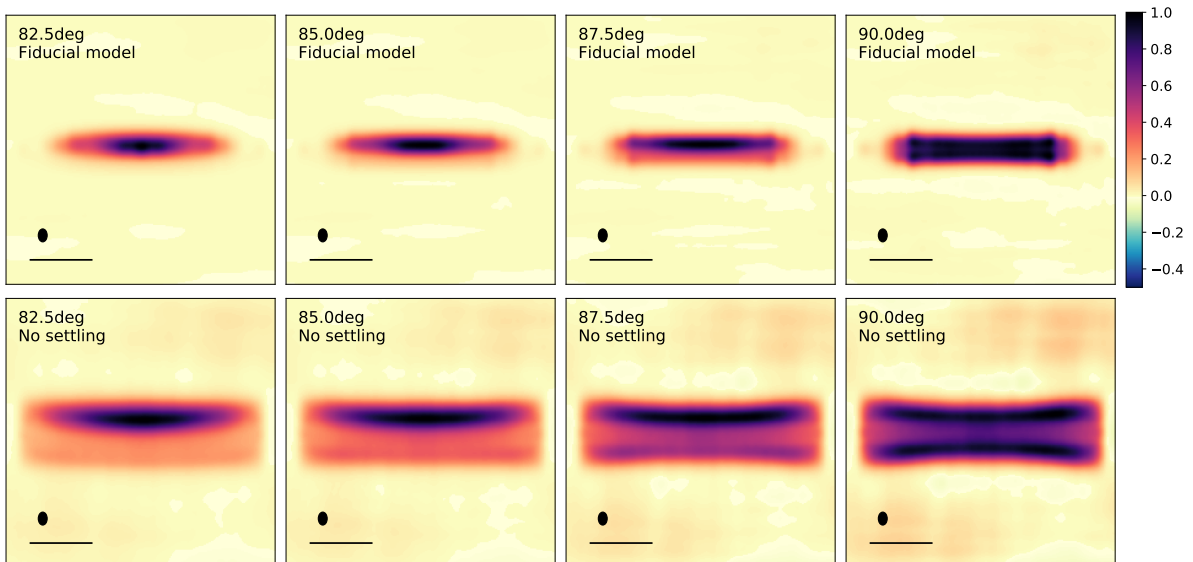 82.5deg
Fiducial model
85.0deg
Fiducial model
87.5deg
Fiducial model
90.0deg
Fiducial model
1.0
0.8
0.6
0.4
0.2
0.0
−0.2
−0.4
82.5deg
No settling
85.0deg
No settling
87.5deg
No settling
90.0deg
No settling